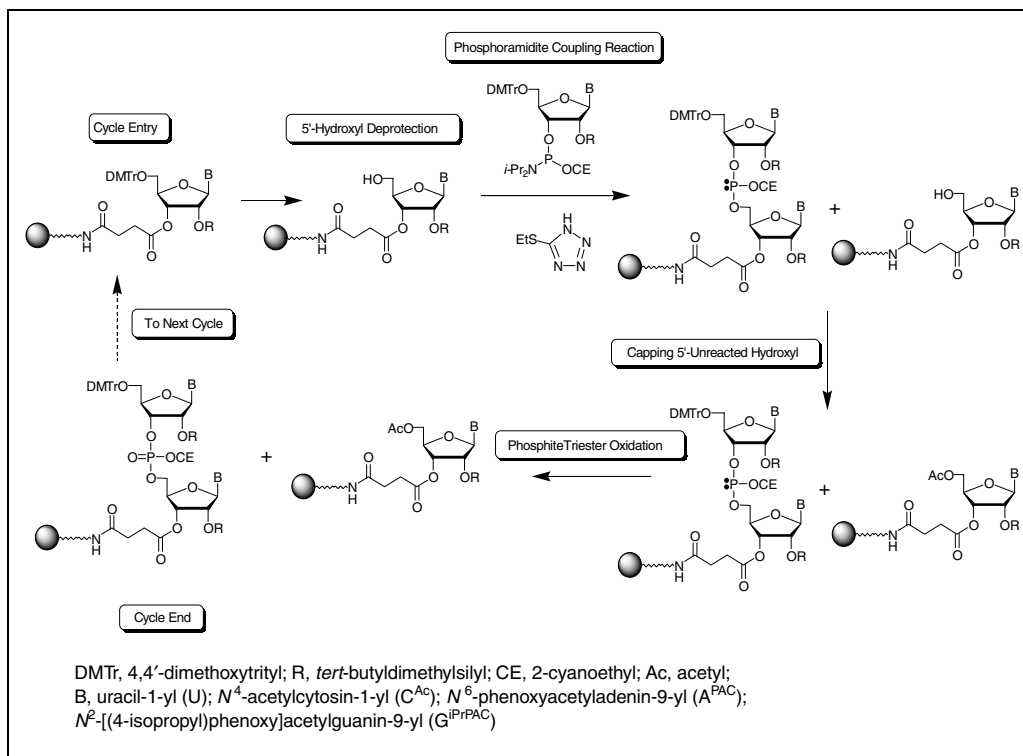 Phosphoramidite Coupling Reaction
DMTrO
O
B
O
OR
P
i-Pr₂N
OCE
Cycle Entry
5'-Hydroxyl Deprotection
DMTrO
O
B
O
OR
O
N
H
O
HO
O
B
O
OR
O
N
H
O
EtS
H
N
N
N
N
DMTrO
O
B
O
OR
P
OCE
O
O
B
O
OR
O
N
H
O
+
HO
O
B
O
OR
O
N
H
O
To Next Cycle
Capping 5'-Unreacted Hydroxyl
DMTrO
O
B
O
OR
O=P
OCE
O
O
B
O
OR
O
N
H
O
+
AcO
O
B
O
OR
O
N
H
O
PhosphiteTriester Oxidation
DMTrO
O
B
O
OR
P
OCE
O
O
B
O
OR
O
N
H
O
+
AcO
O
B
O
OR
O
N
H
O
Cycle End
DMTr, 4,4′-dimethoxytrityl; R, tert-butyldimethylsilyl; CE, 2-cyanoethyl; Ac, acetyl;
B, uracil-1-yl (U); N⁴-acetylcytosin-1-yl (Cᴬᶜ); N⁶-phenoxyacetyladenin-9-yl (Aᴾᴬᶜ);
N²-[(4-isopropyl)phenoxy]acetylguanin-9-yl (GⁱᴾʳᴾᴬC)